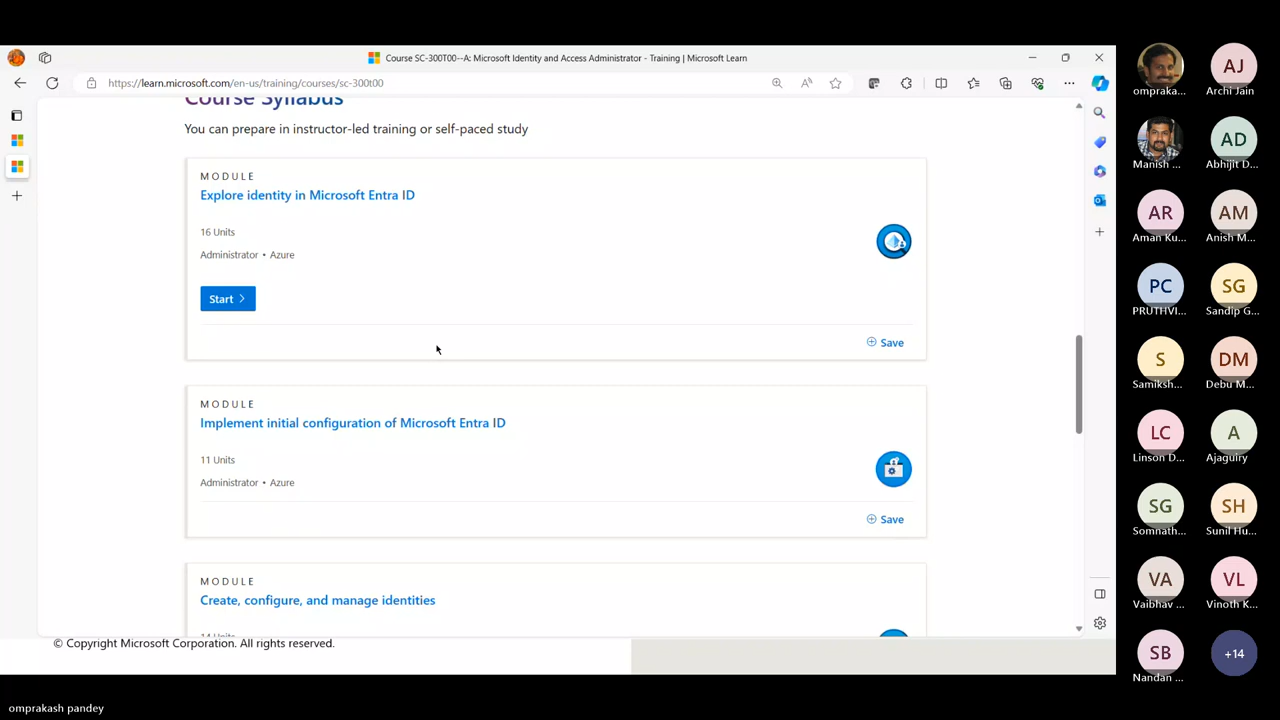 Course SC-300T00--A: Microsoft Identity and Access Administrator - Training | Microsoft Learn
https://learn.microsoft.com/en-us/training/courses/sc-300t00
Course Syllabus
You can prepare in instructor-led training or self-paced study
MODULE
Explore identity in Microsoft Entra ID
16 Units
Administrator • Azure
Start
Save
MODULE
Implement initial configuration of Microsoft Entra ID
11 Units
Administrator • Azure
Save
MODULE
Create, configure, and manage identities
14 Units
© Copyright Microsoft Corporation. All rights reserved.
omprakash pandey
ompraka...
AJ
Archi Jain
Manish ...
AD
Abhijit D...
AR
Aman Ku...
AM
Anish M...
PC
PRUTHVI...
SG
Sandip G...
S
Samiksh...
DM
Debu M...
LC
Linson D...
A
Ajaguiry
SG
Somnath...
SH
Sunil Hu...
VA
Vaibhav ...
VL
Vinoth K...
SB
Nandan ...
+14